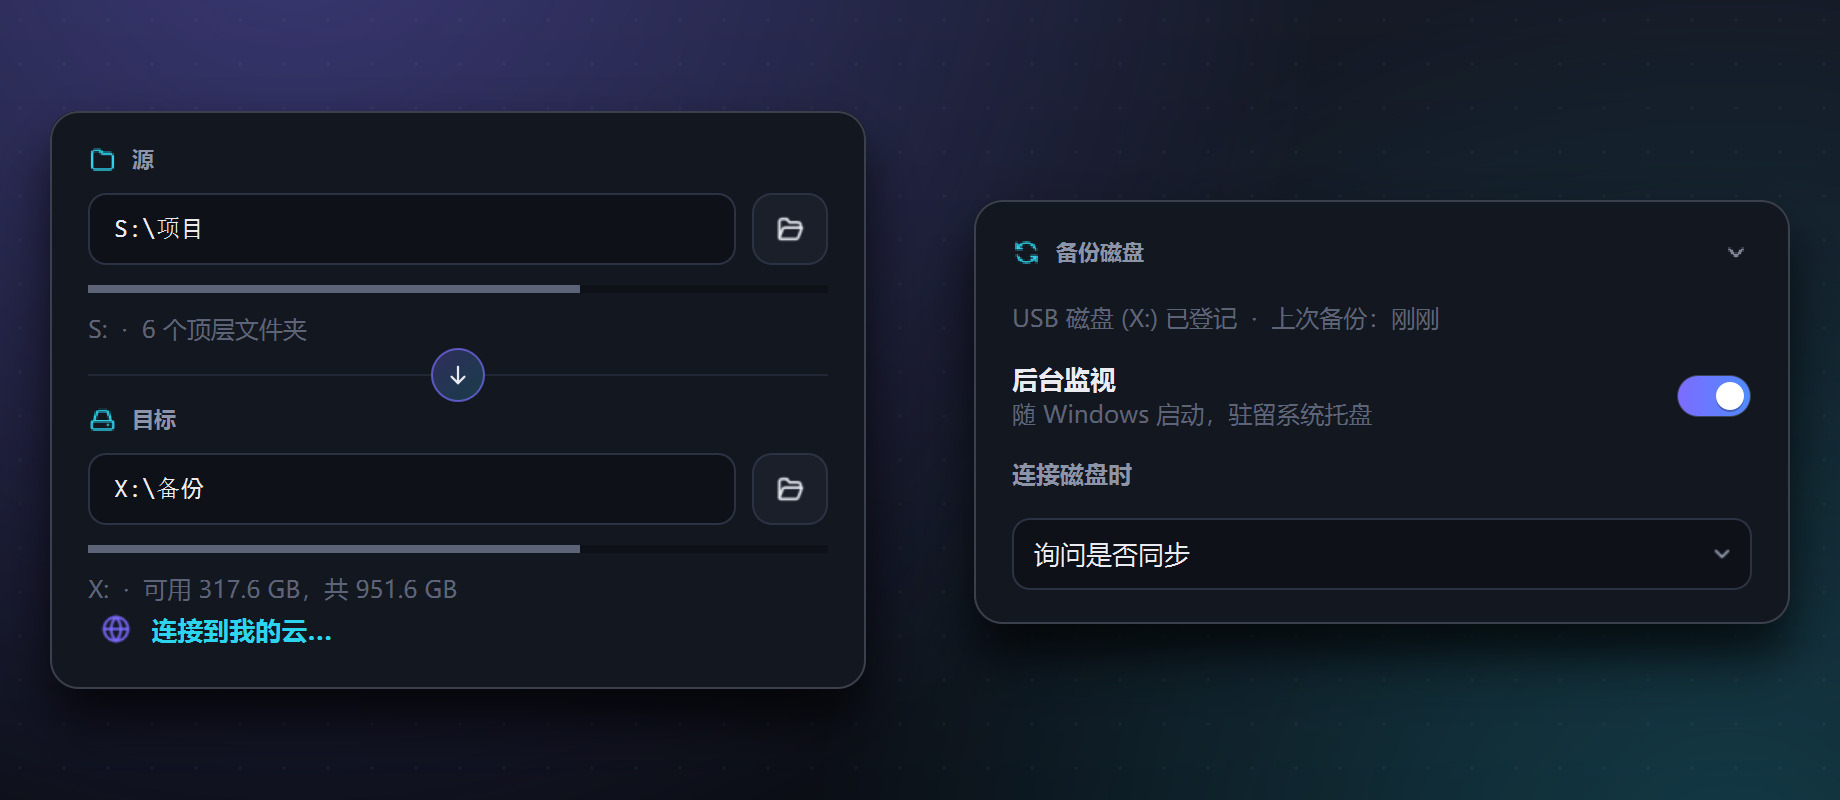 源
S:\项目
S: · 6 个顶层文件夹
目标
X:\备份
X: · 可用 317.6 GB，共 951.6 GB
连接到我的云...
备份磁盘
USB 磁盘 (X:) 已登记 · 上次备份：刚刚
后台监视
随 Windows 启动，驻留系统托盘
连接磁盘时
询问是否同步